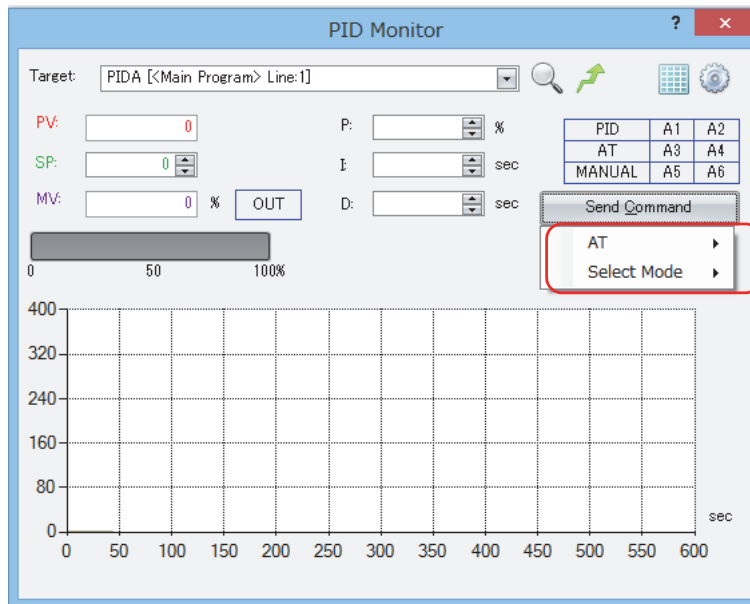 PID Monitor ? ×
Target: PIDA [<Main Program> Line:1]
PV: 0 P: % PID A1 A2
SP: 0 I: sec AT A3 A4
MANUAL A5 A6
MV: 0 % OUT D: sec Send Command
AT
0 50 100% Select Mode
400
320
240
160
80
0 sec
0 50 100 150 200 250 300 350 400 450 500 550 600